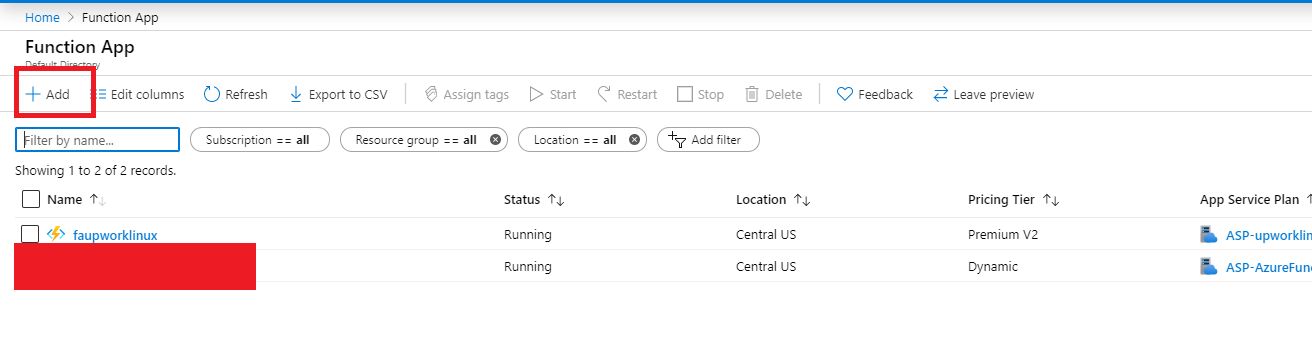 Home > Function App
Function App
Default Directory
+ Add Edit columns Refresh Export to CSV Assign tags Start Restart Stop Delete Feedback Leave preview
Filter by name... Subscription == all Resource group == all Location == all Add filter
Showing 1 to 2 of 2 records.
Name Status Location Pricing Tier App Service Plan
faupworklinux Running Central US Premium V2 ASP-upworklin
Running Central US Dynamic ASP-AzureFunc